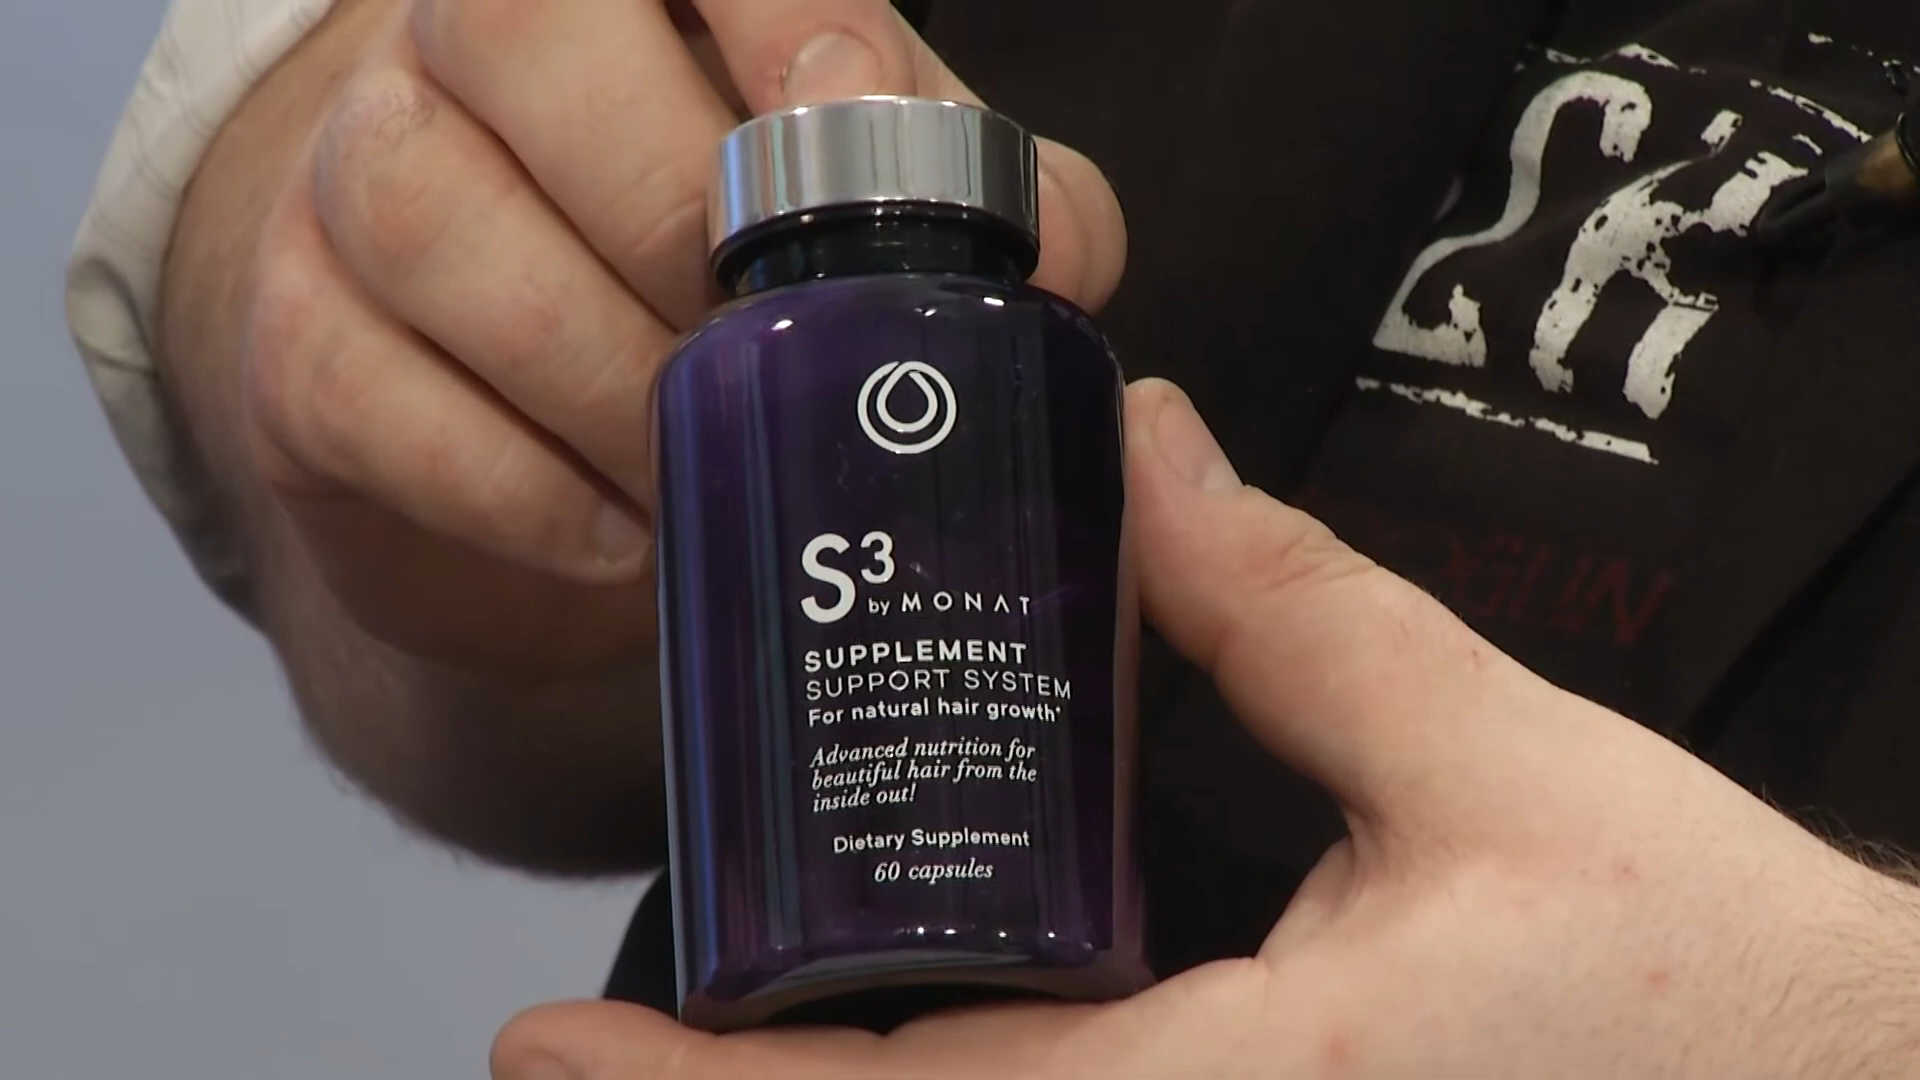 S³
by MONAT
SUPPLEMENT
SUPPORT SYSTEM
For natural hair growth*
Advanced nutrition for
beautiful hair from the
inside out!
Dietary Supplement
60 capsules